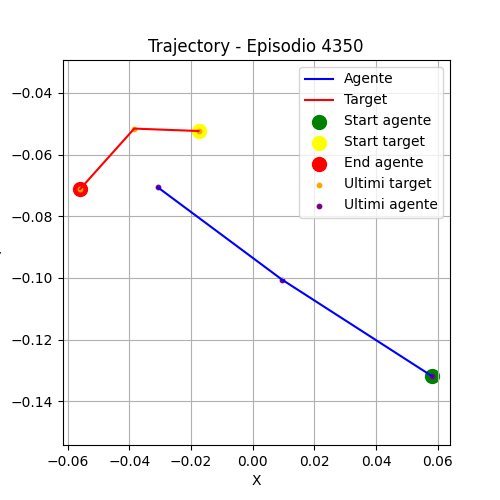 Trajectory - Episodio 4350
Agente
Target
Start agente
Start target
End agente
Ultimi target
Ultimi agente
−0.04
−0.06
−0.08
−0.10
−0.12
−0.14
−0.06
−0.04
−0.02
0.00
0.02
0.04
0.06
X